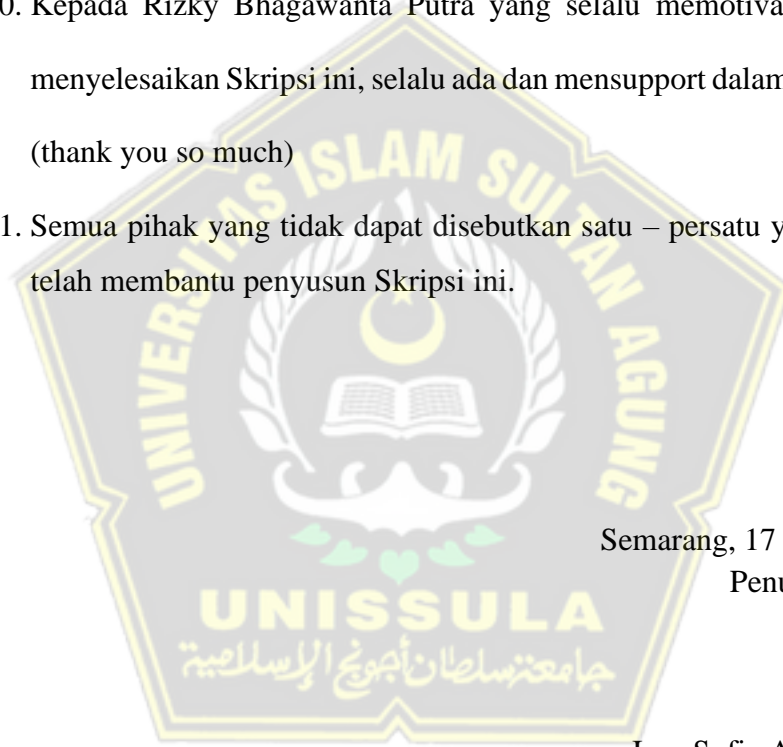 0. Kepada Rizky Bhagawanta Putra yang selalu memotiva
menyelesaikan Skripsi ini, selalu ada dan mensupport dalam
(thank you so much)
1. Semua pihak yang tidak dapat disebutkan satu – persatu y
telah membantu penyusun Skripsi ini.
UNIVERSITAS ISLAM SULTAN AGUNG
Semarang, 17
Penu
UNISSULA
جامعتنسلطان أجونج الإسلامية